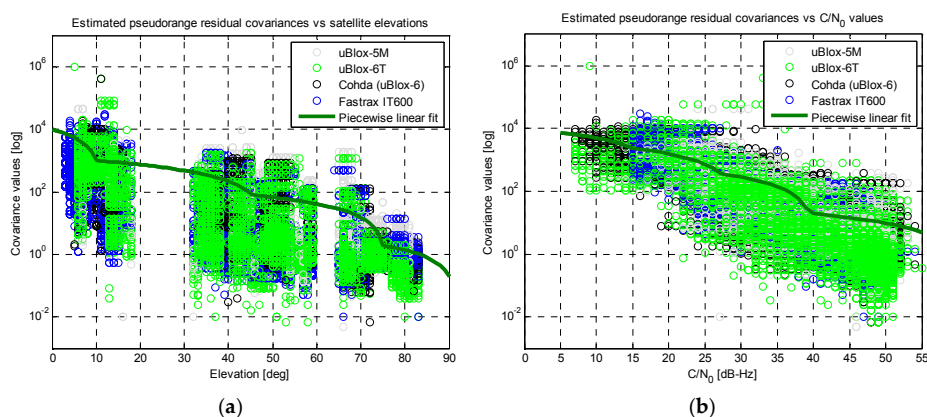 Estimated pseudorange residual covariances vs satellite elevations
uBlox-5M
uBlox-6T
Cohda (uBlox-6)
Fastrax IT600
Piecewise linear fit
Covariance values [log]
10^6
10^4
10^2
10^0
10^-2
0 10 20 30 40 50 60 70 80 90
Elevation [deg]
(a)
Estimated pseudorange residual covariances vs C/N0 values
uBlox-5M
uBlox-6T
Cohda (uBlox-6)
Fastrax IT600
Piecewise linear fit
Covariance values [log]
10^6
10^4
10^2
10^0
10^-2
0 5 10 15 20 25 30 35 40 45 50 55
C/N0 [dB-Hz]
(b)